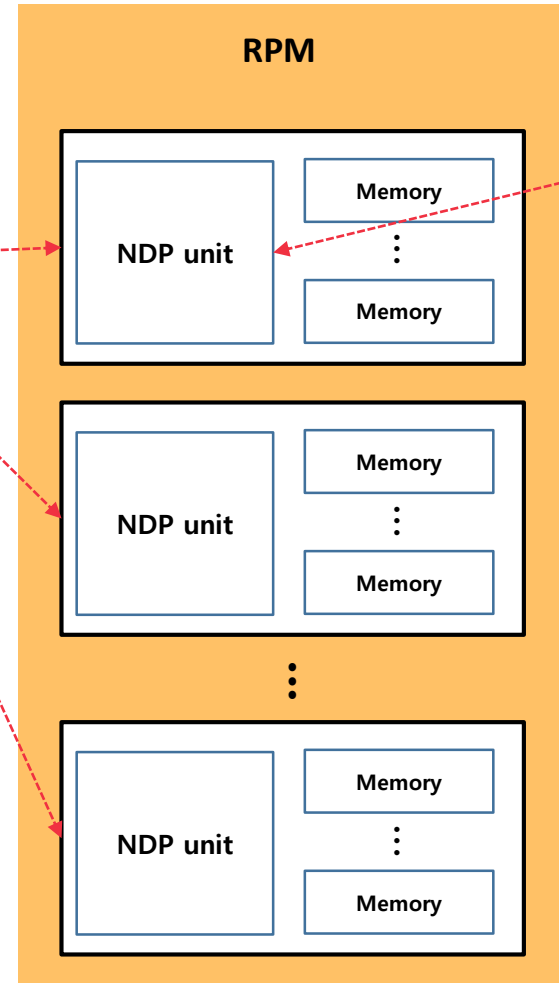 RPM
NDP unit
Memory
⋮
Memory
NDP unit
Memory
⋮
Memory
⋮
NDP unit
Memory
⋮
Memory